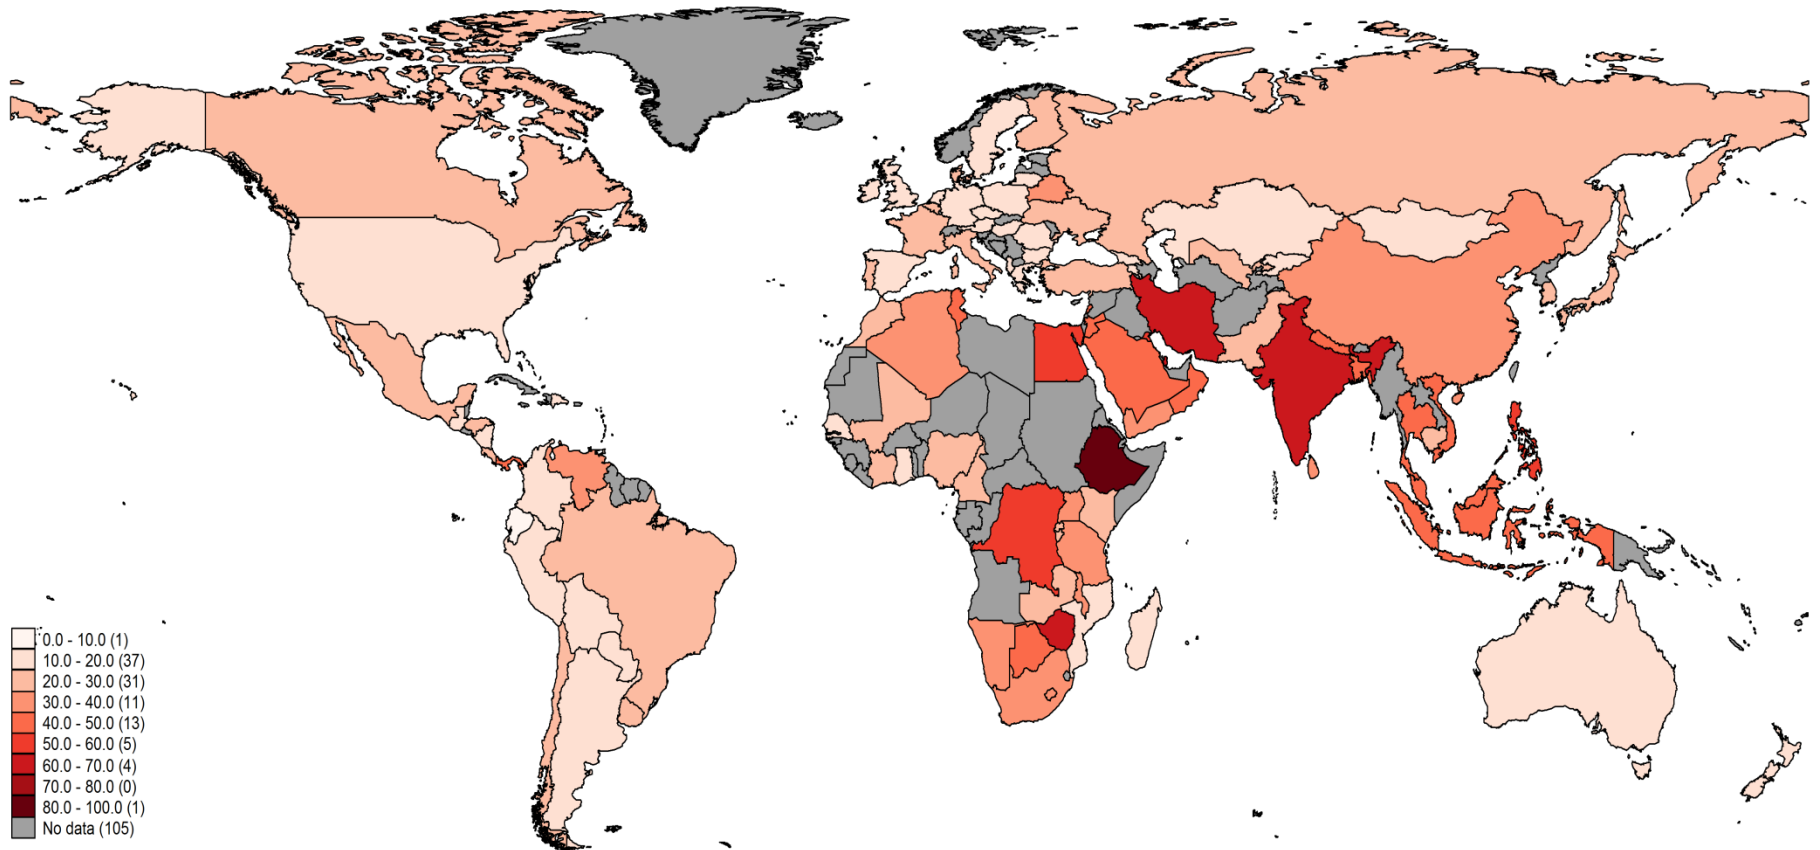 0.0 - 10.0 (1)
10.0 - 20.0 (37)
20.0 - 30.0 (31)
30.0 - 40.0 (11)
40.0 - 50.0 (13)
50.0 - 60.0 (5)
60.0 - 70.0 (4)
70.0 - 80.0 (0)
80.0 - 100.0 (1)
No data (105)